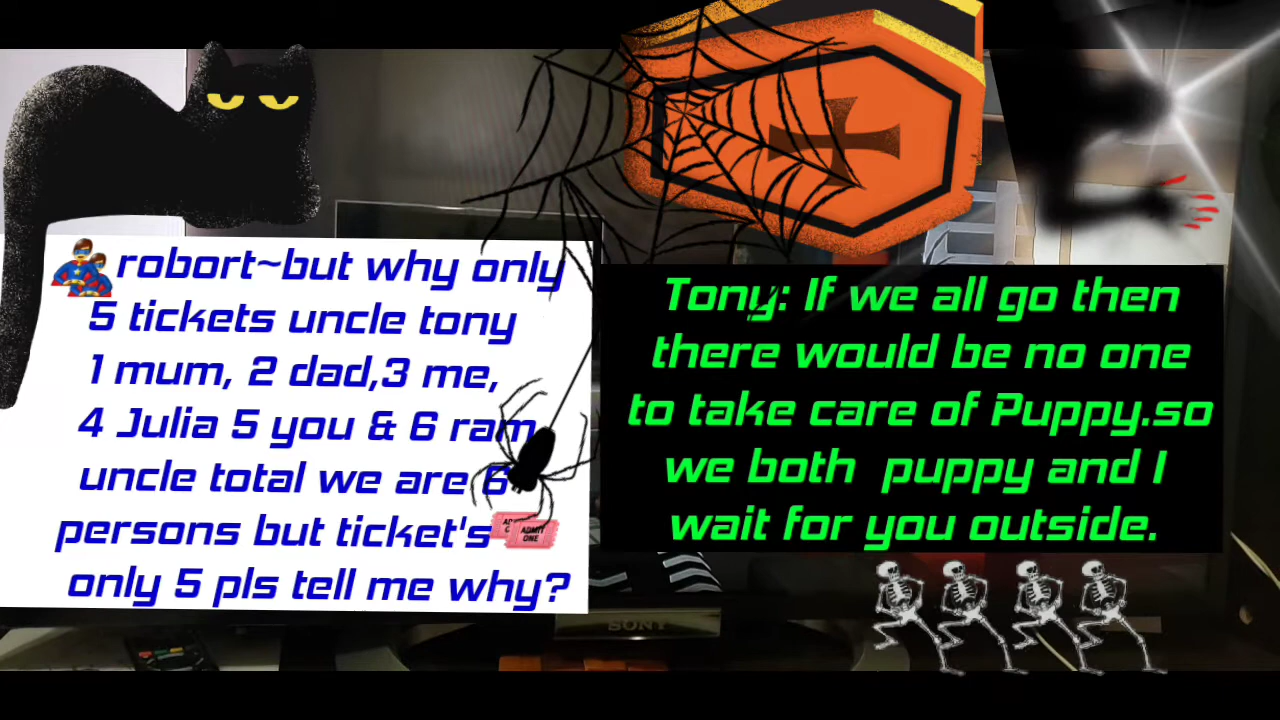 robort~but why only
5 tickets uncle tony
1 mum, 2 dad,3 me,
4 Julia 5 you & 6 ram
uncle total we are 6
persons but ticket's
ADMIT
ONE
only 5 pls tell me why?
Tony: If we all go then
there would be no one
to take care of Puppy.so
we both puppy and I
wait for you outside.
SONY